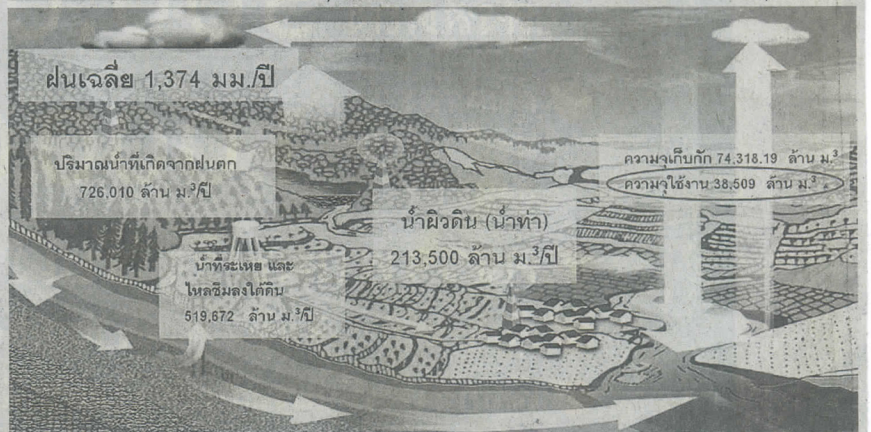 ฝนเฉลี่ย 1,374 มม./ปี
ปริมาณน้ำที่เกิดจากฝนตก
726,010 ล้าน ม.³/ปี
น้ำที่ระเหย และ
ไหลซึมลงใต้ดิน
519,672 ล้าน ม.³/ปี
น้ำผิวดิน (น้ำท่า)
213,500 ล้าน ม.³/ปี
ความจุเก็บกัก 74,318.19 ล้าน ม.³
ความจุใช้งาน 38,509 ล้าน ม.³